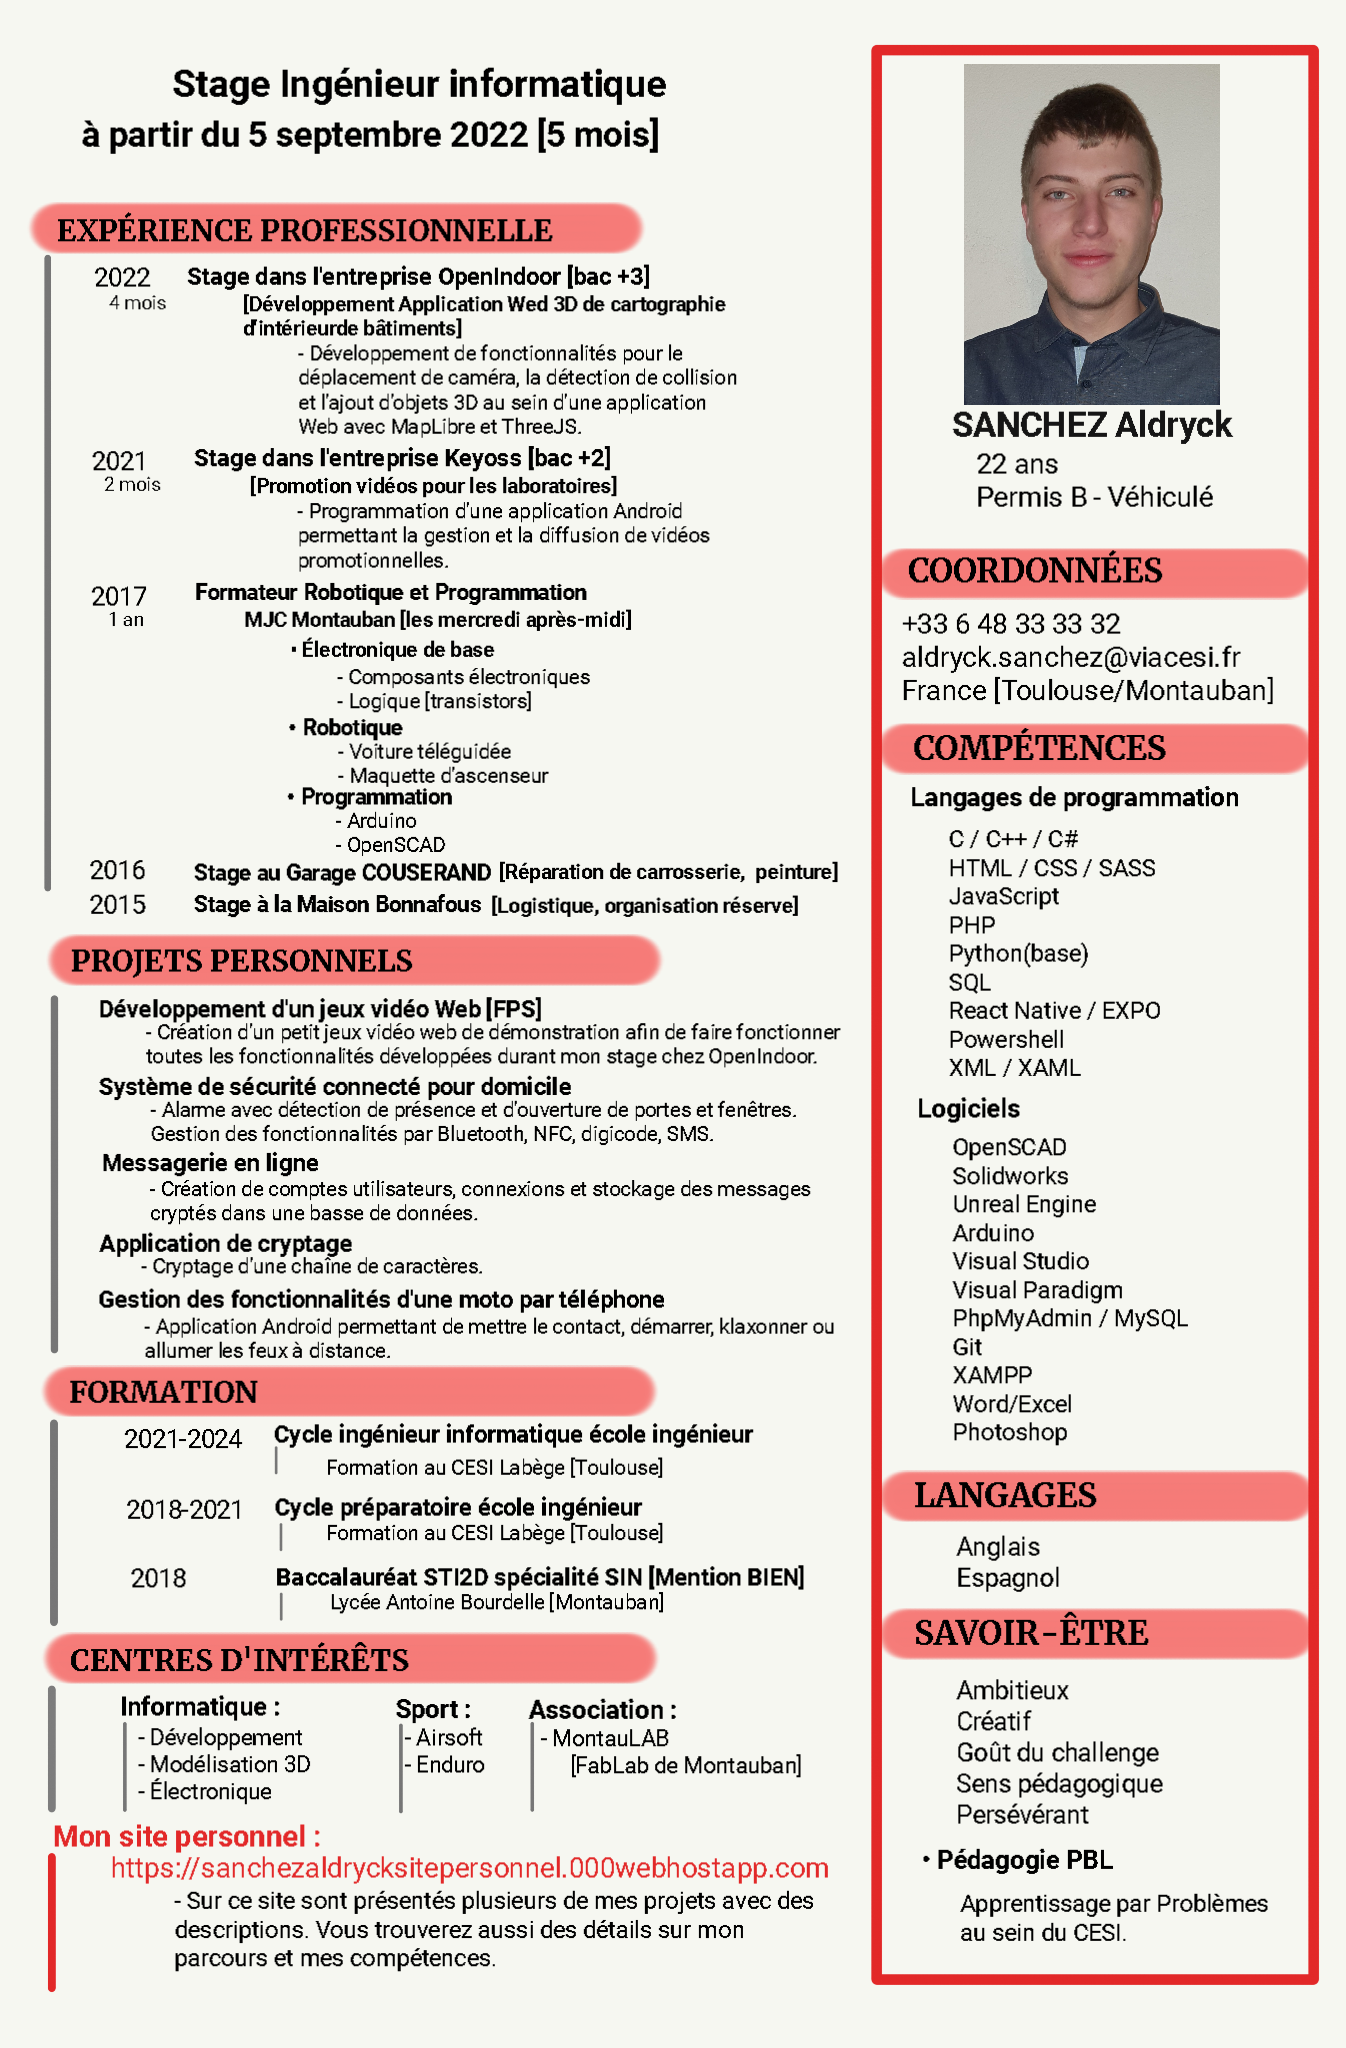 Stage Ingénieur informatique
à partir du 5 septembre 2022 [5 mois]
EXPÉRIENCE PROFESSIONNELLE
2022
4 mois
Stage dans l'entreprise OpenIndoor [bac +3]
[Développement Application Wed 3D de cartographie
d'intérieurde bâtiments]
- Développement de fonctionnalités pour le
déplacement de caméra, la détection de collision
et l'ajout d'objets 3D au sein d'une application
Web avec MapLibre et ThreeJS.
2021
2 mois
Stage dans l'entreprise Keyoss [bac +2]
[Promotion vidéos pour les laboratoires]
- Programmation d'une application Android
permettant la gestion et la diffusion de vidéos
promotionnelles.
2017
1 an
Formateur Robotique et Programmation
MJC Montauban [les mercredi après-midi]
• Électronique de base
- Composants électroniques
- Logique [transistors]
• Robotique
- Voiture téléguidée
- Maquette d'ascenseur
• Programmation
- Arduino
- OpenSCAD
2016 Stage au Garage COUSERAND [Réparation de carrosserie, peinture]
2015 Stage à la Maison Bonnafous [Logistique, organisation réserve]
PROJETS PERSONNELS
Développement d'un jeux vidéo Web [FPS]
- Création d'un petit jeux vidéo web de démonstration afin de faire fonctionner
toutes les fonctionnalités développées durant mon stage chez OpenIndoor.
Système de sécurité connecté pour domicile
- Alarme avec détection de présence et d'ouverture de portes et fenêtres.
Gestion des fonctionnalités par Bluetooth, NFC, digicode, SMS.
Messagerie en ligne
- Création de comptes utilisateurs, connexions et stockage des messages
cryptés dans une basse de données.
Application de cryptage
- Cryptage d'une chaîne de caractères.
Gestion des fonctionnalités d'une moto par téléphone
- Application Android permettant de mettre le contact, démarrer, klaxonner ou
allumer les feux à distance.
FORMATION
2021-2024 Cycle ingénieur informatique école ingénieur
Formation au CESI Labège [Toulouse]
2018-2021 Cycle préparatoire école ingénieur
Formation au CESI Labège [Toulouse]
2018 Baccalauréat STI2D spécialité SIN [Mention BIEN]
Lycée Antoine Bourdelle [Montauban]
CENTRES D'INTÉRÊTS
Informatique :
- Développement
- Modélisation 3D
- Électronique
Sport :
- Airsoft
- Enduro
Association :
- MontauLAB
[FabLab de Montauban]
Mon site personnel :
https://sanchezaldrycksitepersonnel.000webhostapp.com
- Sur ce site sont présentés plusieurs de mes projets avec des
descriptions. Vous trouverez aussi des détails sur mon
parcours et mes compétences.
SANCHEZ Aldryck
22 ans
Permis B - Véhiculé
COORDONNÉES
+33 6 48 33 33 32
aldryck.sanchez@viacesi.fr
France [Toulouse/Montauban]
COMPÉTENCES
Langages de programmation
C / C++ / C#
HTML / CSS / SASS
JavaScript
PHP
Python(base)
SQL
React Native / EXPO
Powershell
XML / XAML
Logiciels
OpenSCAD
Solidworks
Unreal Engine
Arduino
Visual Studio
Visual Paradigm
PhpMyAdmin / MySQL
Git
XAMPP
Word/Excel
Photoshop
LANGAGES
Anglais
Espagnol
SAVOIR-ÊTRE
Ambitieux
Créatif
Goût du challenge
Sens pédagogique
Persévérant
• Pédagogie PBL
Apprentissage par Problèmes
au sein du CESI.